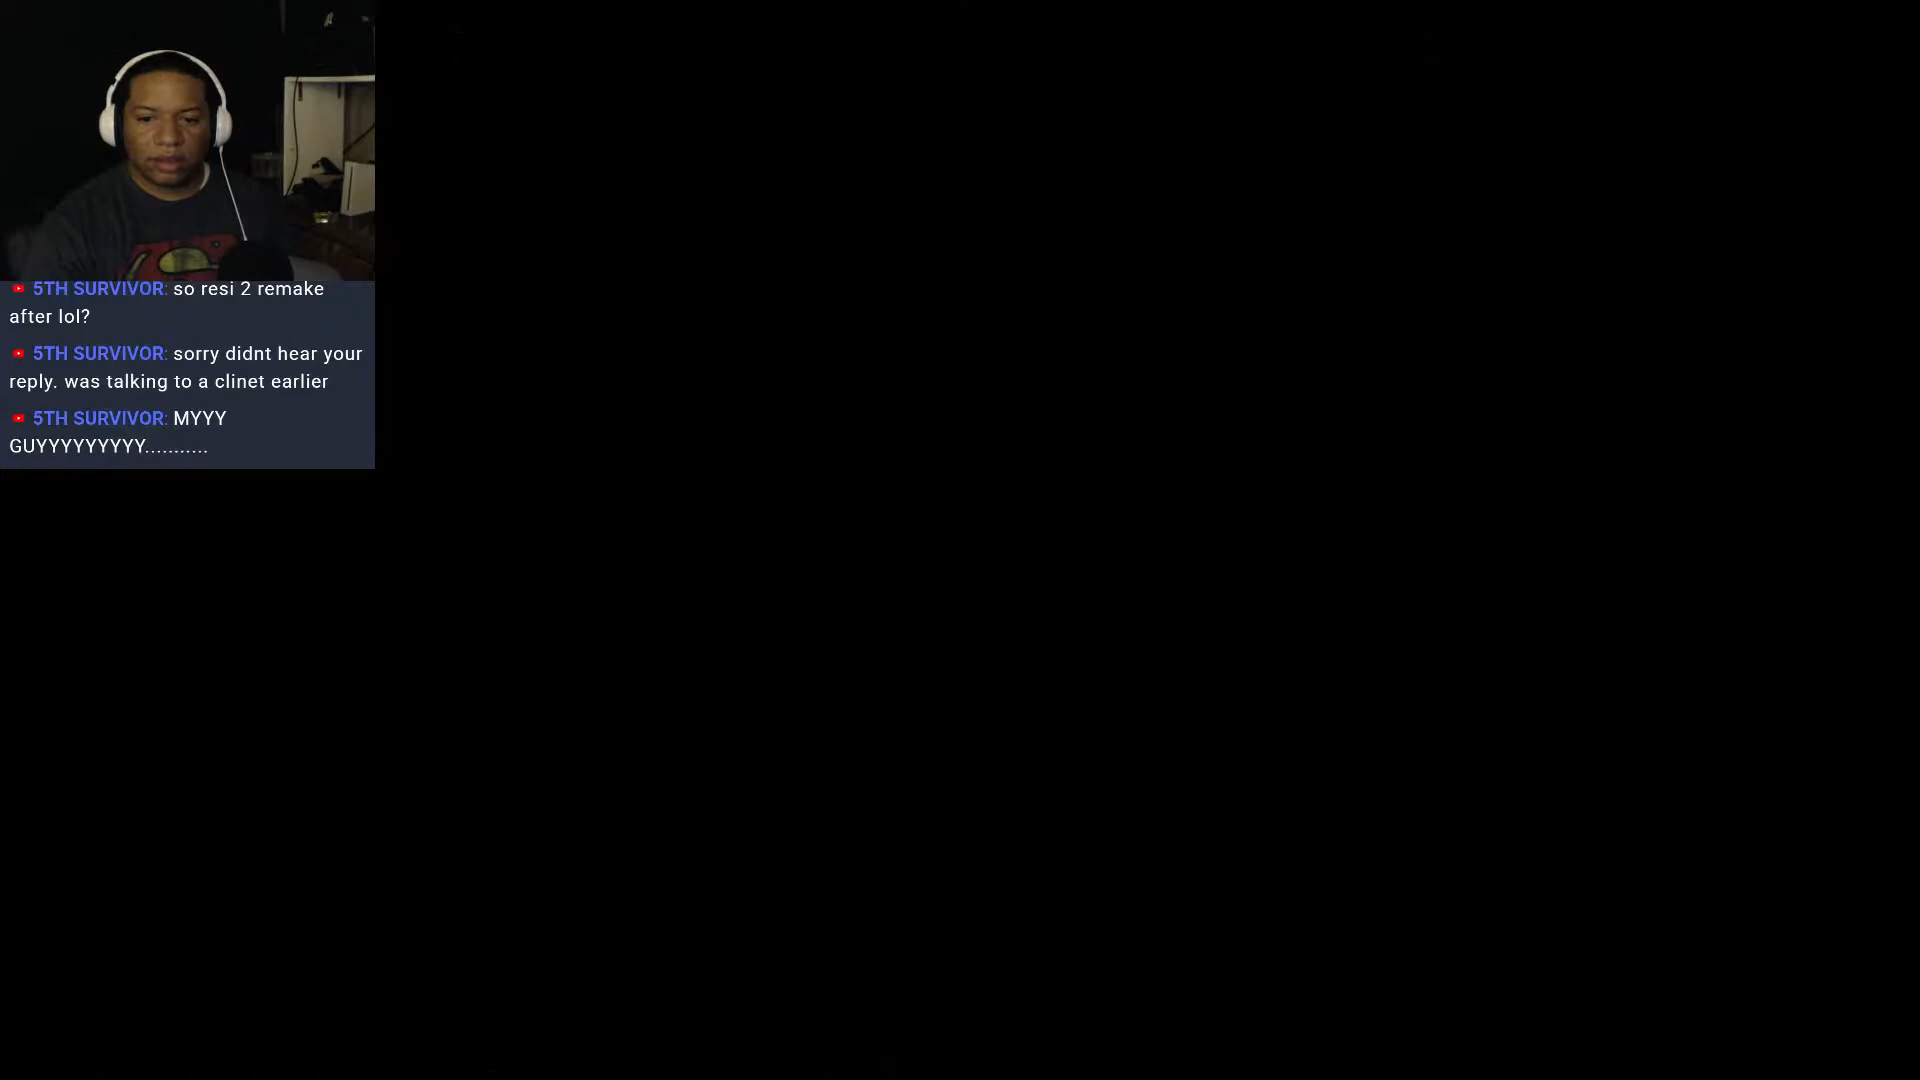 5TH SURVIVOR: so resi 2 remake
after lol?
5TH SURVIVOR: sorry didnt hear your
reply. was talking to a clinet earlier
5TH SURVIVOR: MYYY
GUYYYYYYYYY...........